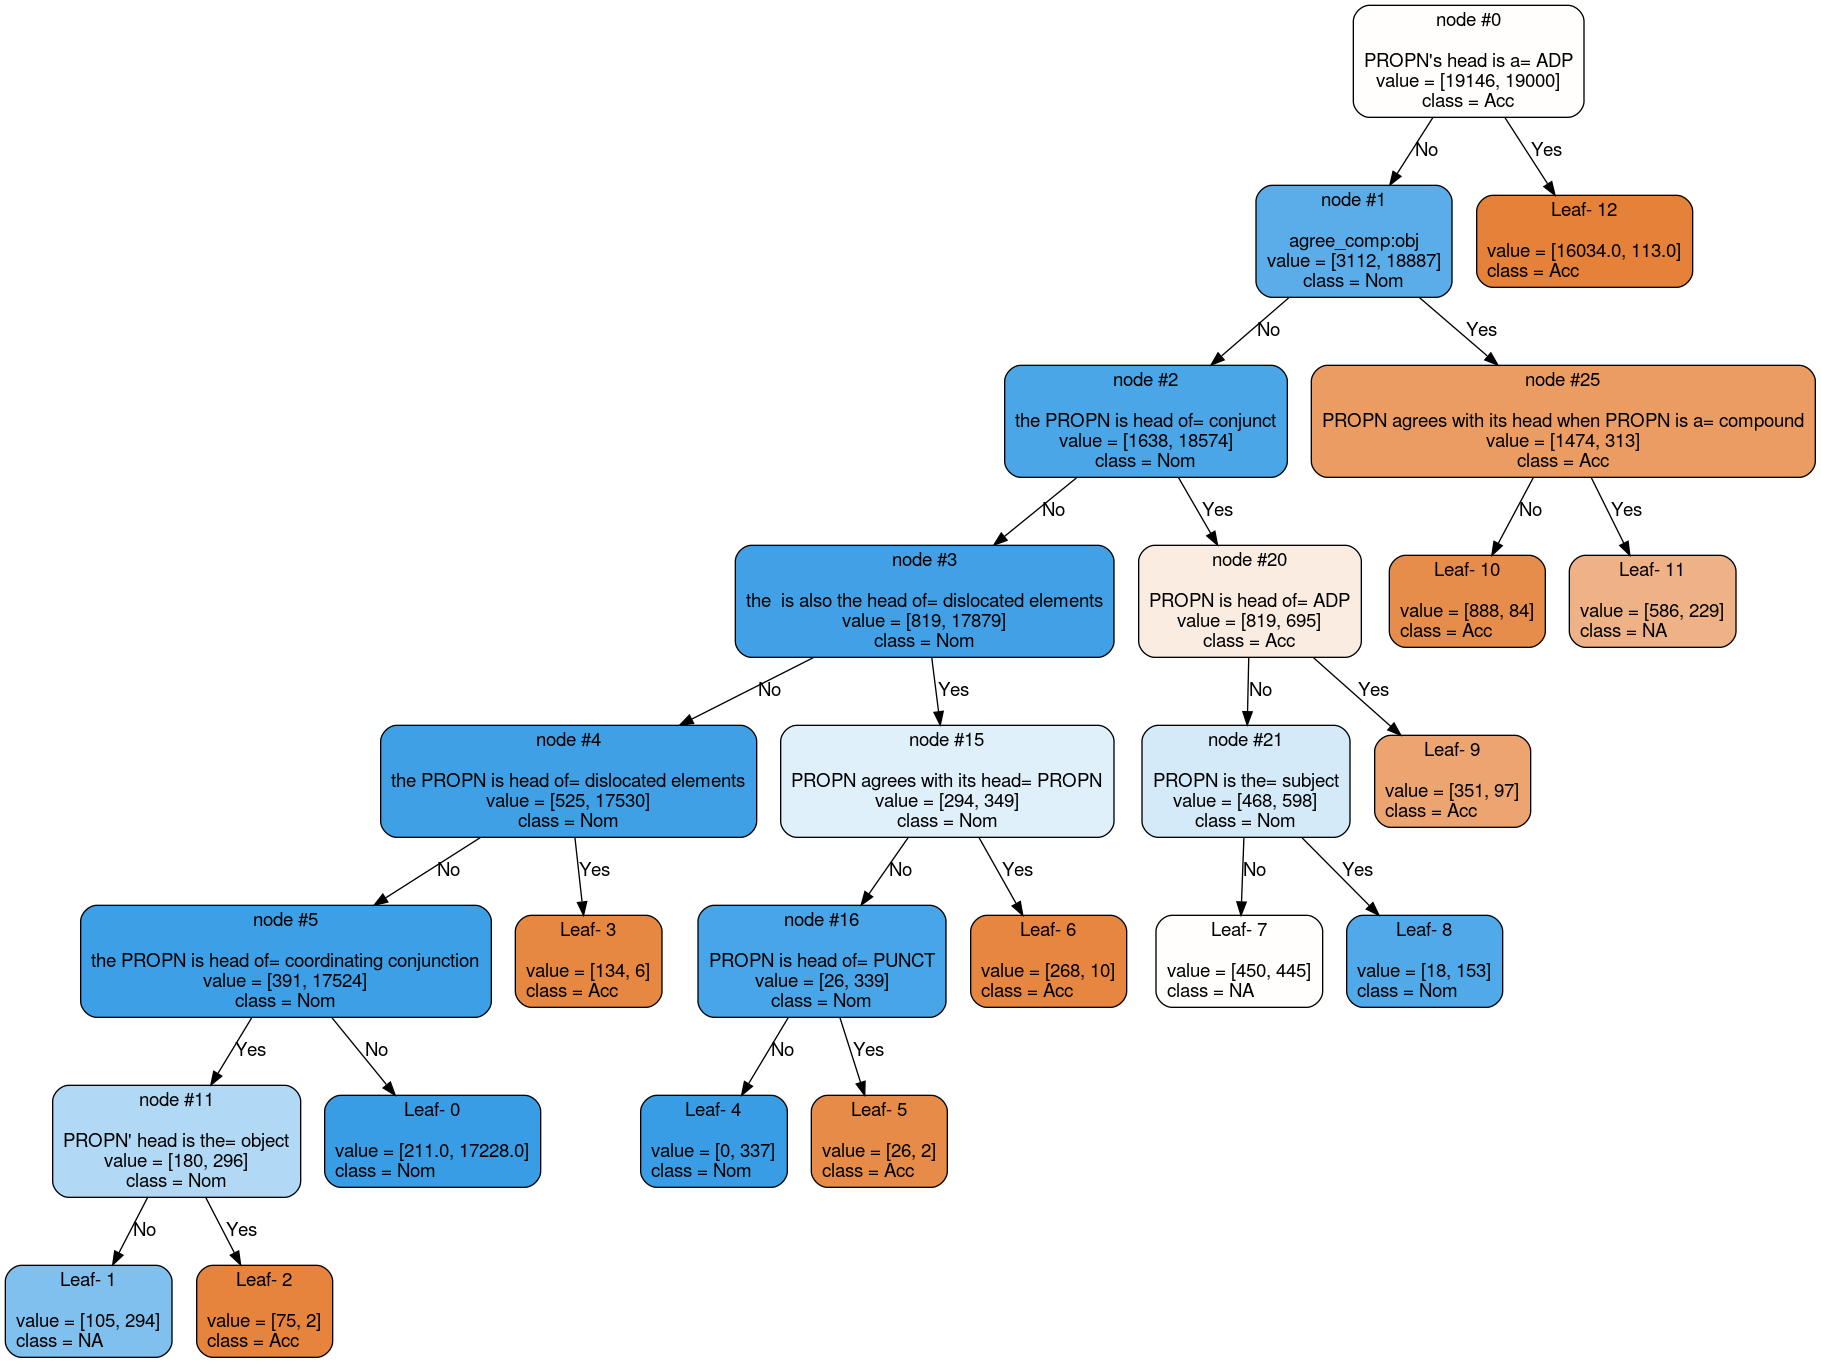 node #0
PROPN's head is a= ADP
value = [19146, 19000]
class = Acc
No
Yes
node #1
agree_comp:obj
value = [3112, 18887]
class = Nom
Leaf- 12
value = [16034.0, 113.0]
class = Acc
No
Yes
node #2
the PROPN is head of= conjunct
value = [1638, 18574]
class = Nom
node #25
PROPN agrees with its head when PROPN is a= compound
value = [1474, 313]
class = Acc
No
Yes
No
Yes
node #3
the  is also the head of= dislocated elements
value = [819, 17879]
class = Nom
node #20
PROPN is head of= ADP
value = [819, 695]
class = Acc
Leaf- 10
value = [888, 84]
class = Acc
Leaf- 11
value = [586, 229]
class = NA
No
Yes
No
Yes
node #4
the PROPN is head of= dislocated elements
value = [525, 17530]
class = Nom
node #15
PROPN agrees with its head= PROPN
value = [294, 349]
class = Nom
node #21
PROPN is the= subject
value = [468, 598]
class = Nom
Leaf- 9
value = [351, 97]
class = Acc
No
Yes
No
Yes
No
Yes
node #5
the PROPN is head of= coordinating conjunction
value = [391, 17524]
class = Nom
Leaf- 3
value = [134, 6]
class = Acc
node #16
PROPN is head of= PUNCT
value = [26, 339]
class = Nom
Leaf- 6
value = [268, 10]
class = Acc
Leaf- 7
value = [450, 445]
class = NA
Leaf- 8
value = [18, 153]
class = Nom
Yes
No
No
Yes
node #11
PROPN' head is the= object
value = [180, 296]
class = Nom
Leaf- 0
value = [211.0, 17228.0]
class = Nom
Leaf- 4
value = [0, 337]
class = Nom
Leaf- 5
value = [26, 2]
class = Acc
No
Yes
Leaf- 1
value = [105, 294]
class = NA
Leaf- 2
value = [75, 2]
class = Acc